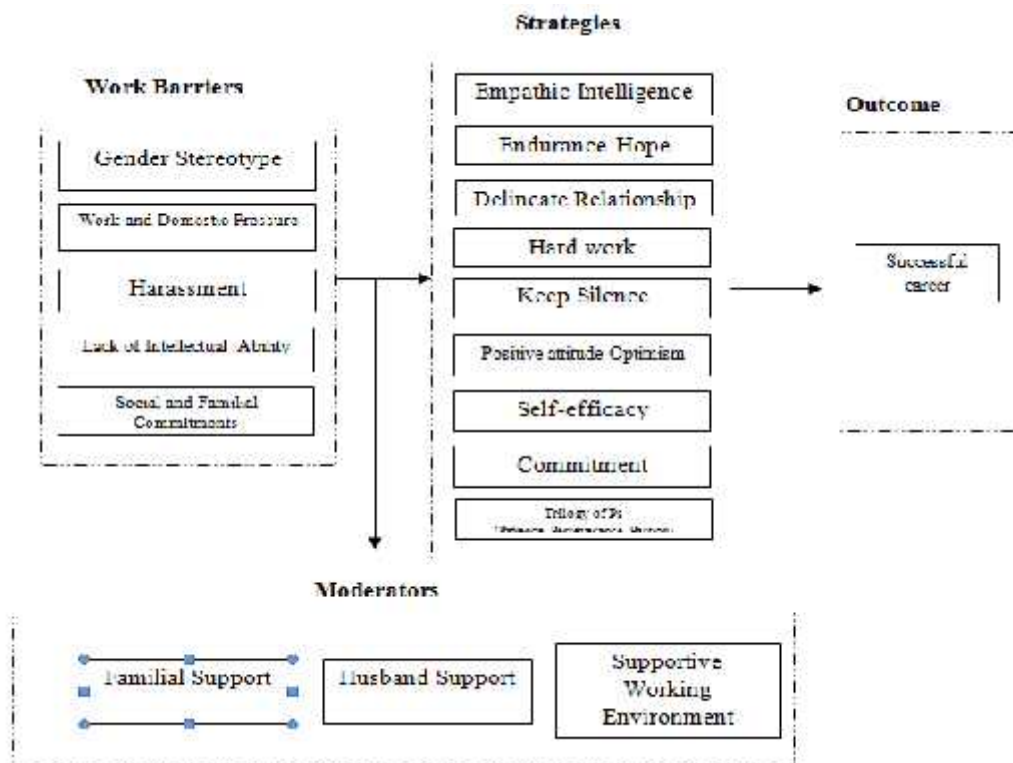 Strategies
Work Barriers
Outcome
Empathic Intelligence
Endurance Hope
Delincate Relationship
Hard work
Keep Silence
Positive attitude Optimism
Self-efficacy
Commitment
Trilogy of Ps
Gender Stereotype
Work and Domestic Pressure
Harassment
Lack of Intellectual Ability
Social and Familial
Commitments
Successful
career
Moderators
Familial Support
Husband Support
Supportive
Working
Environment